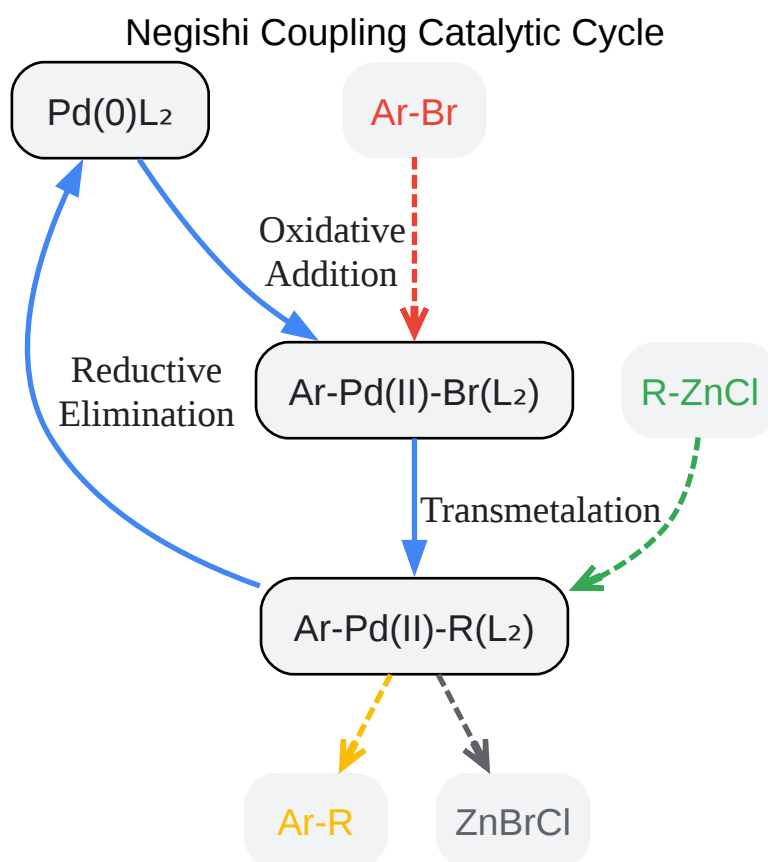 Negishi Coupling Catalytic Cycle
Pd(0)L₂
Ar-Br
Oxidative
Addition
Reductive
Elimination
Ar-Pd(II)-Br(L₂)
R-ZnCl
Transmetalation
Ar-Pd(II)-R(L₂)
Ar-R
ZnBrCl